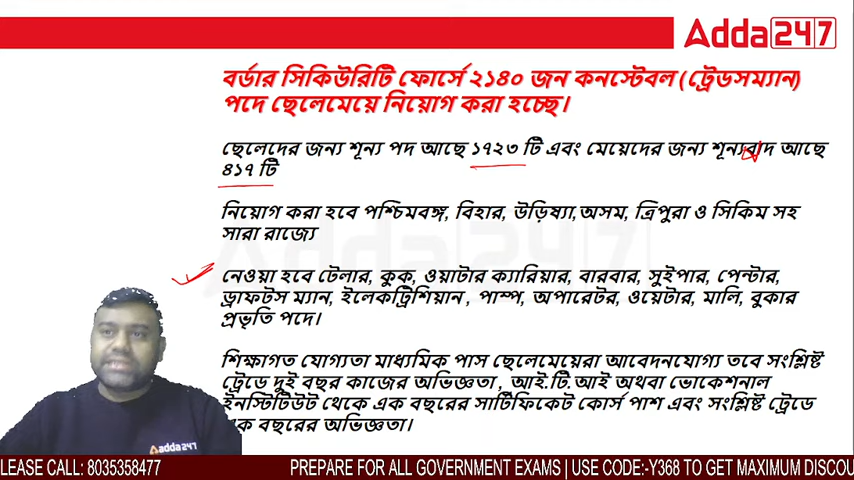 Adda247
বর্ডার সিকিউরিটি ফোর্সে ২১৪০ জন কনস্টেবল (ট্রেডসম্যান)
পদে ছেলেমেয়ে নিয়োগ করা হচ্ছে।
ছেলেদের জন্য শূন্য পদ আছে ১৭২৩ টি এবং মেয়েদের জন্য শূন্যবাদ আছে
৪১৭ টি
নিয়োগ করা হবে পশ্চিমবঙ্গ, বিহার, উড়িষ্যা,অসম, ত্রিপুরা ও সিকিম সহ
সারা রাজ্যে
নেওয়া হবে টেলার, কুক, ওয়াটার ক্যারিয়ার, বারবার, সুইপার, পেন্টার,
ড্রাফটস ম্যান, ইলেকট্রিশিয়ান , পাম্প, অপারেটর, ওয়েটার, মালি, বুকার
প্রভৃতি পদে।
শিক্ষাগত যোগ্যতা মাধ্যমিক পাস ছেলেমেয়েরা আবেদনযোগ্য তবে সংশ্লিষ্ট
ট্রেডে দুই বছর কাজের অভিজ্ঞতা , আই.টি.আই অথবা ভোকেশনাল
ইনস্টিটিউট থেকে এক বছরের সার্টিফিকেট কোর্স পাশ এবং সংশ্লিষ্ট ট্রেডে
এক বছরের অভিজ্ঞতা।
adda247
LEASE CALL: 8035358477 PREPARE FOR ALL GOVERNMENT EXAMS | USE CODE:-Y368 TO GET MAXIMUM DISCOU